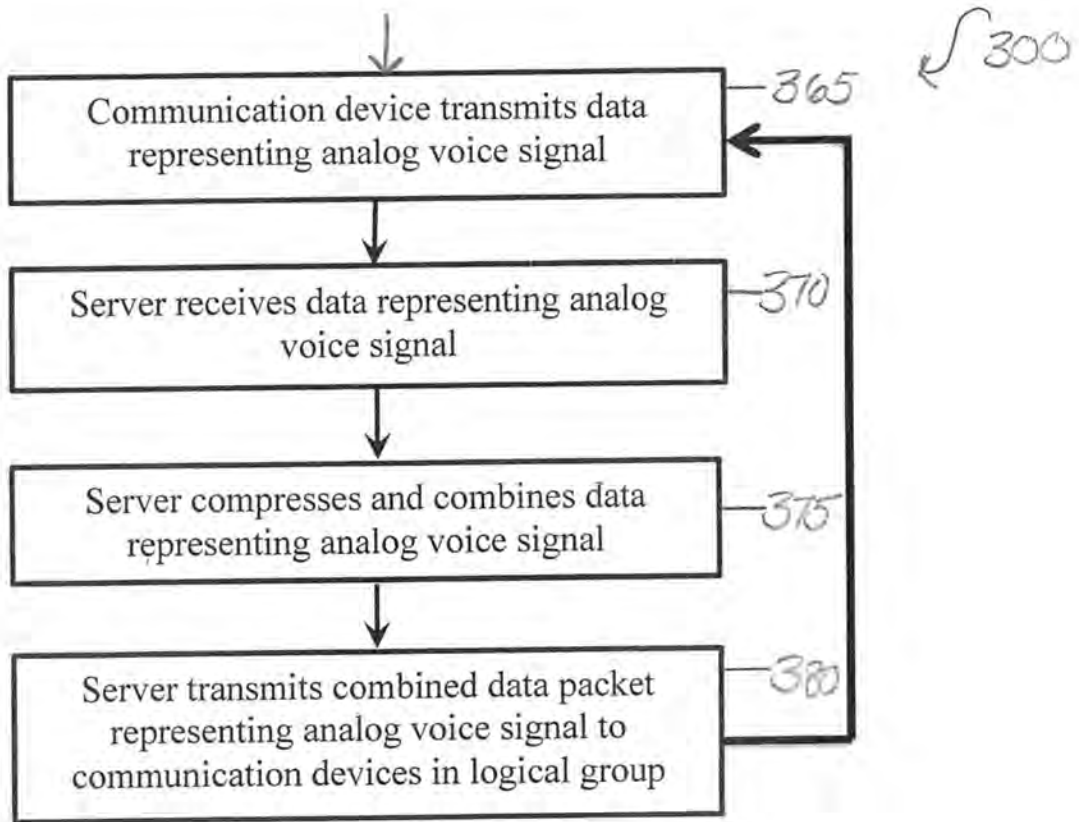 300
365
Communication device transmits data
representing analog voice signal
370
Server receives data representing analog
voice signal
375
Server compresses and combines data
representing analog voice signal
380
Server transmits combined data packet
representing analog voice signal to
communication devices in logical group